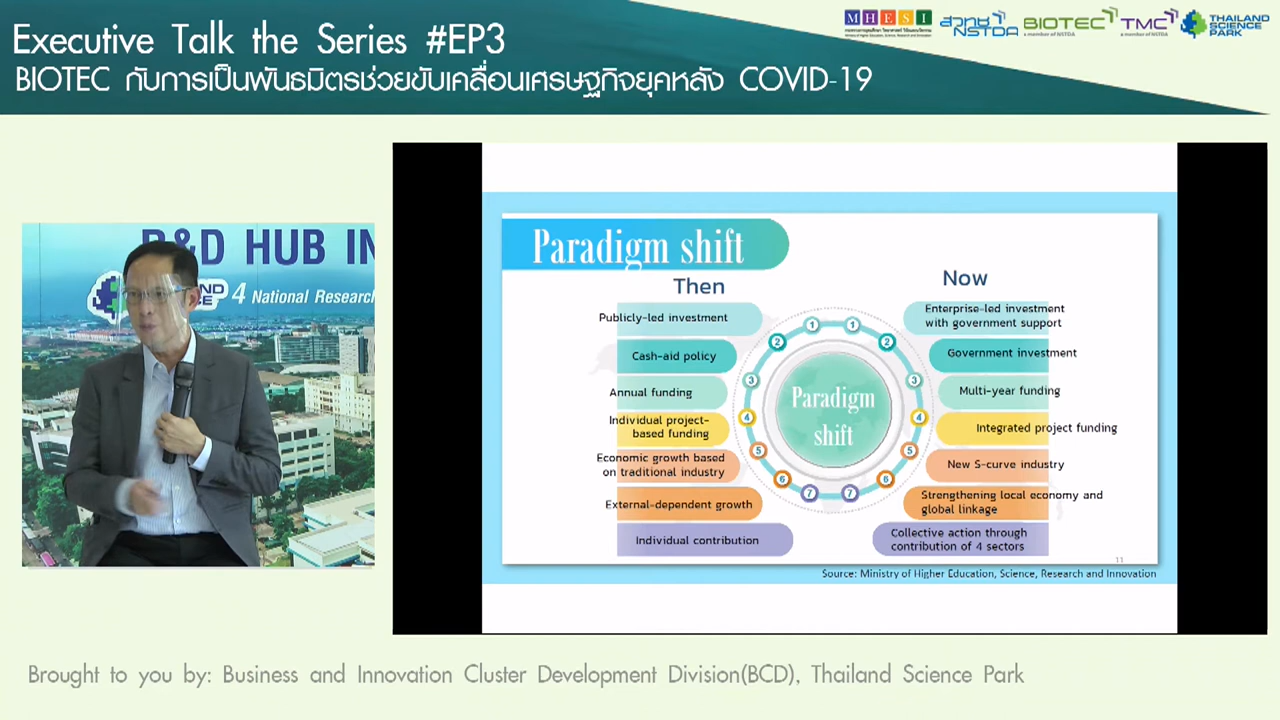 Executive Talk the Series #EP3
BIOTEC กับการเป็นพันธมิตรช่วยขับเคลื่อนเศรษฐกิจยุคหลัง COVID-19
MHESI
สวทช
NSTDA
BIOTEC
a member of NSTDA
TMC
a member of NSTDA
THAILAND
SCIENCE
PARK
R&D HUB IN
4 National Research
Paradigm shift
Then
Now
Publicly-led investment
Cash-aid policy
Annual funding
Individual project-
based funding
Economic growth based
on traditional industry
External-dependent growth
Individual contribution
1 1
2 2
3 3
4 4
5 5
6 6
7 7
Paradigm
shift
Enterprise-led investment
with government support
Government investment
Multi-year funding
Integrated project funding
New S-curve industry
Strengthening local economy and
global linkage
Collective action through
contribution of 4 sectors
11
Source: Ministry of Higher Education, Science, Research and Innovation
Brought to you by: Business and Innovation Cluster Development Division(BCD), Thailand Science Park